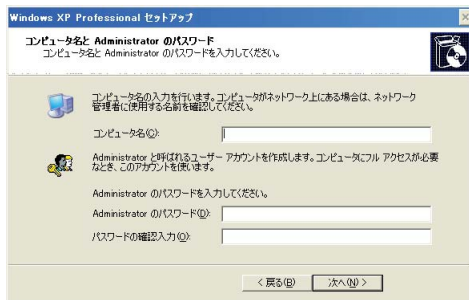 Windows XP Professional セットアップ
コンピュータ名と Administrator のパスワード
コンピュータ名と Administrator のパスワードを入力してください。
コンピュータ名の入力を行います。コンピュータがネットワーク上にある場合は、ネットワーク
管理者に使用する名前を確認してください。
コンピュータ名(C):
Administrator と呼ばれるユーザー アカウントを作成します。コンピュータにフル アクセスが必要
なとき、このアカウントを使います。
Administrator のパスワードを入力してください。
Administrator のパスワード(D):
パスワードの確認入力(O):
< 戻る(B)
次へ(N) >